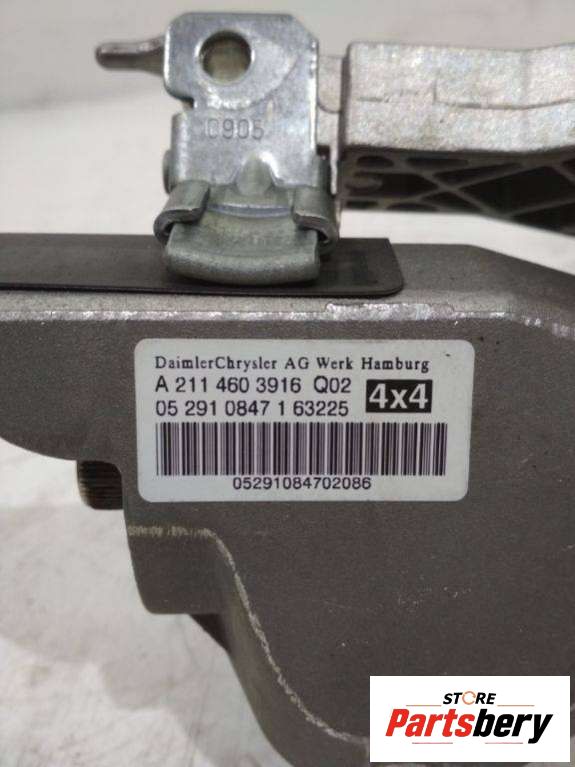 0905
DaimlerChrysler AG Werk Hamburg
A 211 460 3916 Q02
05 291 0847 1 63225 4x4
05291084702086
STORE
Partsbery